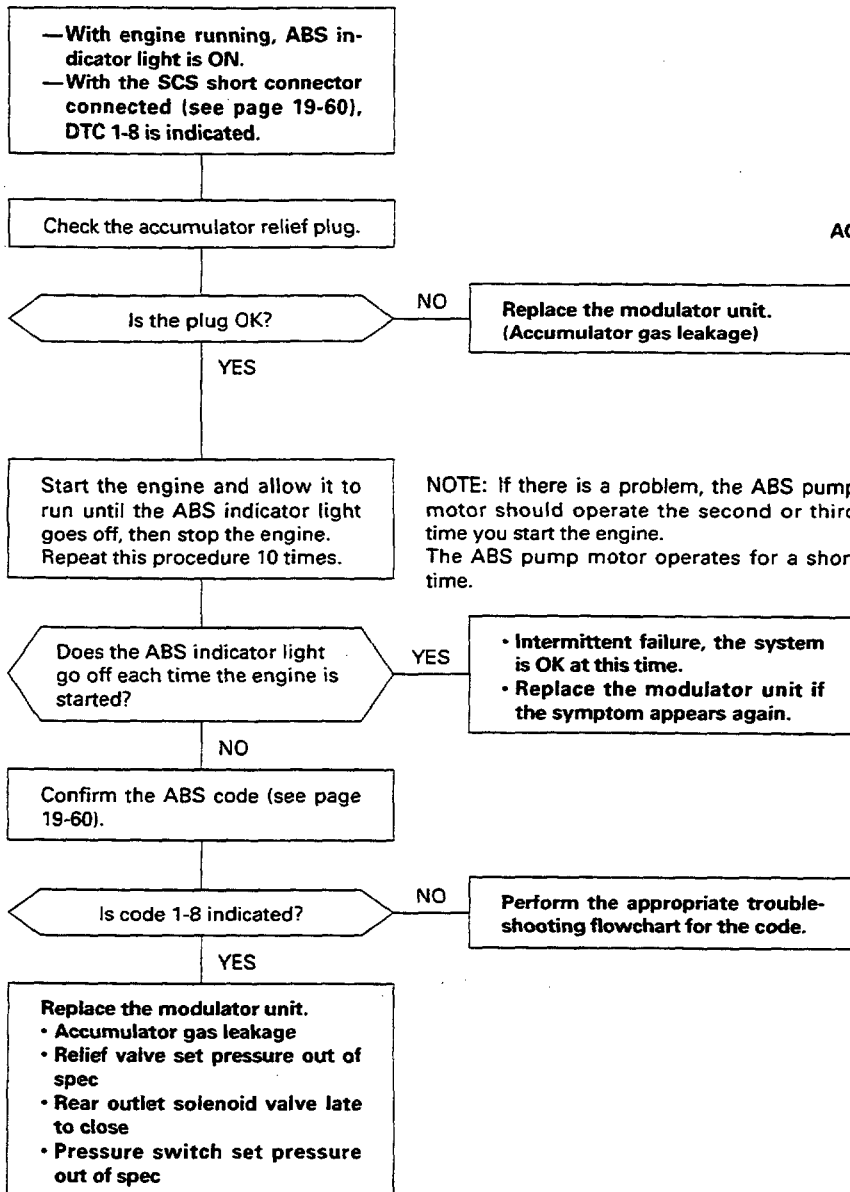 —With engine running, ABS in-
dicator light is ON.
—With the SCS short connector
connected (see page 19-60),
DTC 1-8 is indicated.
Check the accumulator relief plug.
AC
Is the plug OK?
NO
Replace the modulator unit.
(Accumulator gas leakage)
YES
Start the engine and allow it to
run until the ABS indicator light
goes off, then stop the engine.
Repeat this procedure 10 times.
NOTE: If there is a problem, the ABS pump
motor should operate the second or third
time you start the engine.
The ABS pump motor operates for a short
time.
Does the ABS indicator light
go off each time the engine is
started?
YES
• Intermittent failure, the system
is OK at this time.
• Replace the modulator unit if
the symptom appears again.
NO
Confirm the ABS code (see page
19-60).
Is code 1-8 indicated?
NO
Perform the appropriate trouble-
shooting flowchart for the code.
YES
Replace the modulator unit.
• Accumulator gas leakage
• Relief valve set pressure out of
spec
• Rear outlet solenoid valve late
to close
• Pressure switch set pressure
out of spec